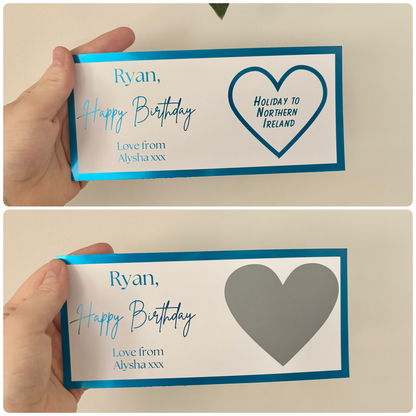 Ryan,
Happy Birthday
Love from
Alysha xxx
HOLIDAY TO
NORTHERN
IRELAND
Ryan,
Happy Birthday
Love from
Alysha xxx